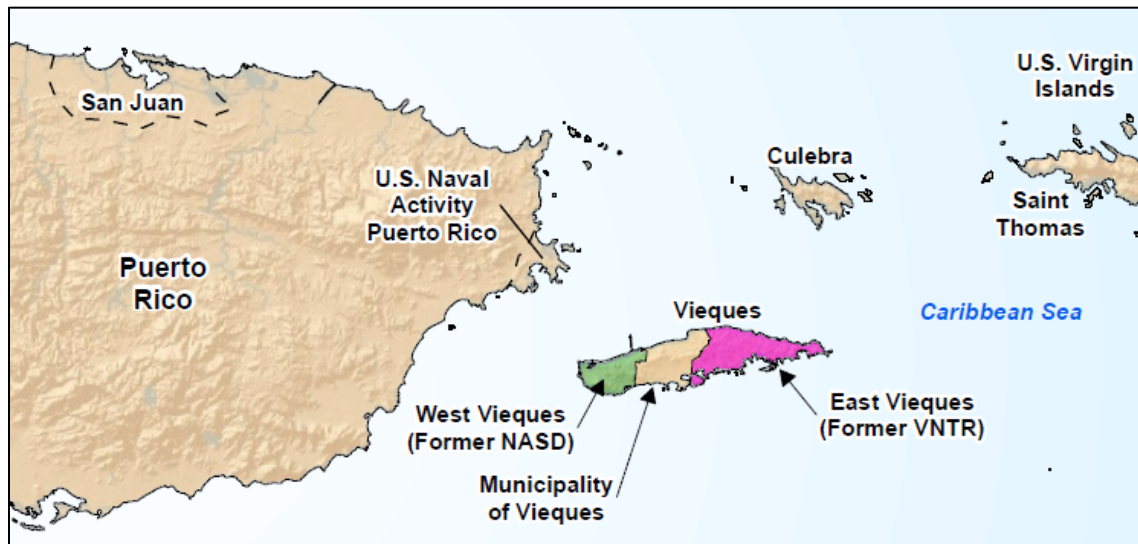 U.S. Virgin
Islands
San Juan
Culebra
U.S. Naval
Activity
Puerto Rico
Saint
Thomas
Puerto
Rico
Vieques
Caribbean Sea
West Vieques
(Former NASD)
East Vieques
(Former VNTR)
Municipality
of Vieques